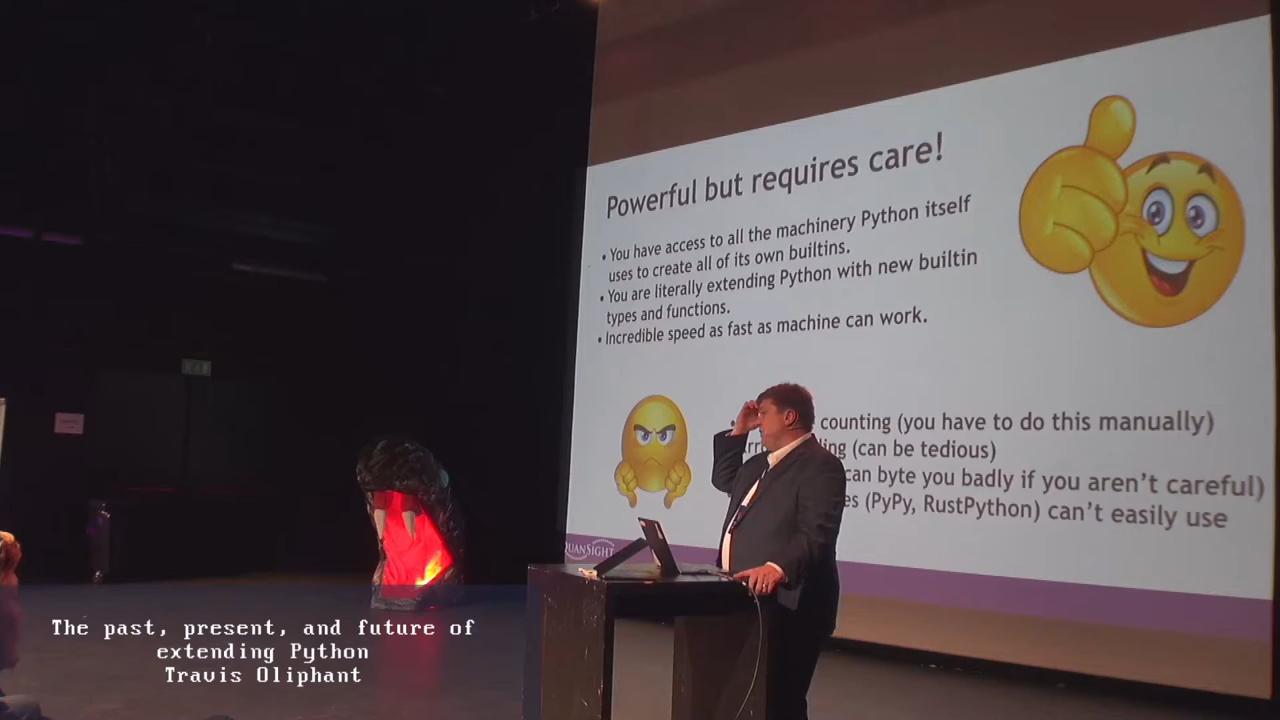 Powerful but requires care!
• You have access to all the machinery Python itself
uses to create all of its own builtins.
• You are literally extending Python with new builtin
types and functions.
• Incredible speed as fast as machine can work.
counting (you have to do this manually)
(can be tedious)
can byte you badly if you aren't careful)
(PyPy, RustPython) can't easily use
QUANSIGHT
The past, present, and future of
extending Python
Travis Oliphant